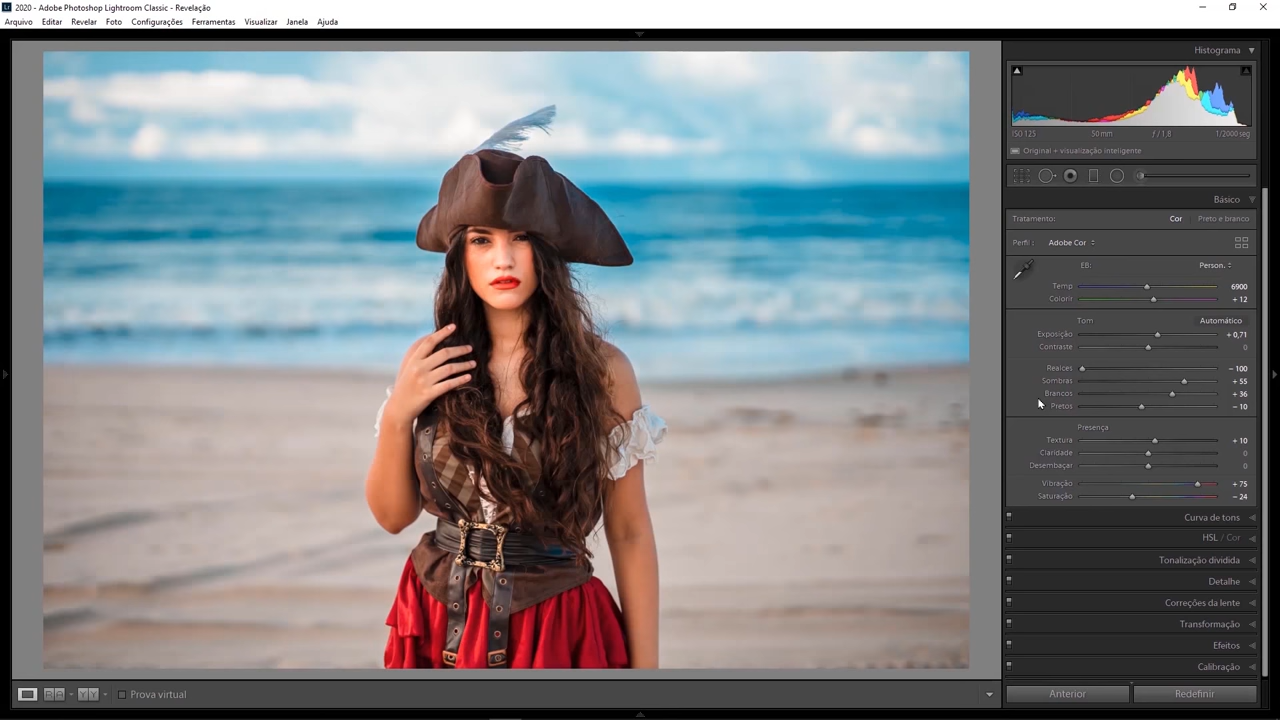 2020 - Adobe Photoshop Lightroom Classic - Revelação
Arquivo Editar Revelar Foto Configurações Ferramentas Visualizar Janela Ajuda
Histograma
ISO 125 50 mm ƒ / 1,8 1/2000 seg
Original + visualização inteligente
Básico
Tratamento: Cor Preto e branco
Perfil : Adobe Cor
EB: Person.
Temp 6900
Colorir + 12
Tom Automático
Exposição + 0,71
Contraste 0
Realces − 100
Sombras + 55
Brancos + 36
Pretos − 10
Presença
Textura + 10
Claridade 0
Desembaçar 0
Vibração + 75
Saturação − 24
Curva de tons
HSL / Cor
Tonalização dividida
Detalhe
Correções da lente
Transformação
Efeitos
Calibração
Prova virtual
Anterior Redefinir